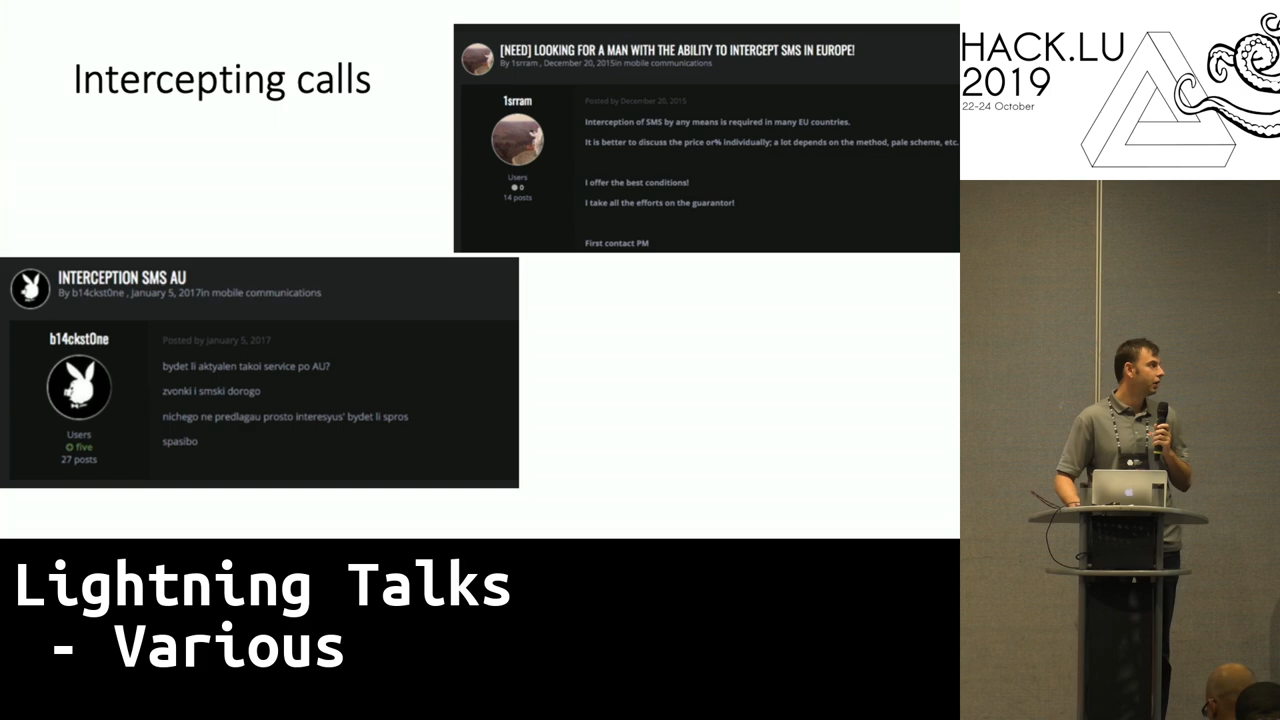 Intercepting calls
[NEED] LOOKING FOR A MAN WITH THE ABILITY TO INTERCEPT SMS IN EUROPE!
By 1srram , December 20, 2015in mobile communications
1srram
Users
0
14 posts
Posted by December 20, 2015
Interception of SMS by any means is required in many EU countries.
It is better to discuss the price or% individually; a lot depends on the method, pale scheme, etc.
I offer the best conditions!
I take all the efforts on the guarantor!
First contact PM
INTERCEPTION SMS AU
By b14ckst0ne , January 5, 2017in mobile communications
b14ckst0ne
Users
five
27 posts
Posted by January 5, 2017
bydet li aktyalen takoi service po AU?
zvonki i smski dorogo
nichego ne predlagau prosto interesyus' bydet li spros
spasibo
HACK.LU
2019
22-24 October
Lightning Talks
- Various